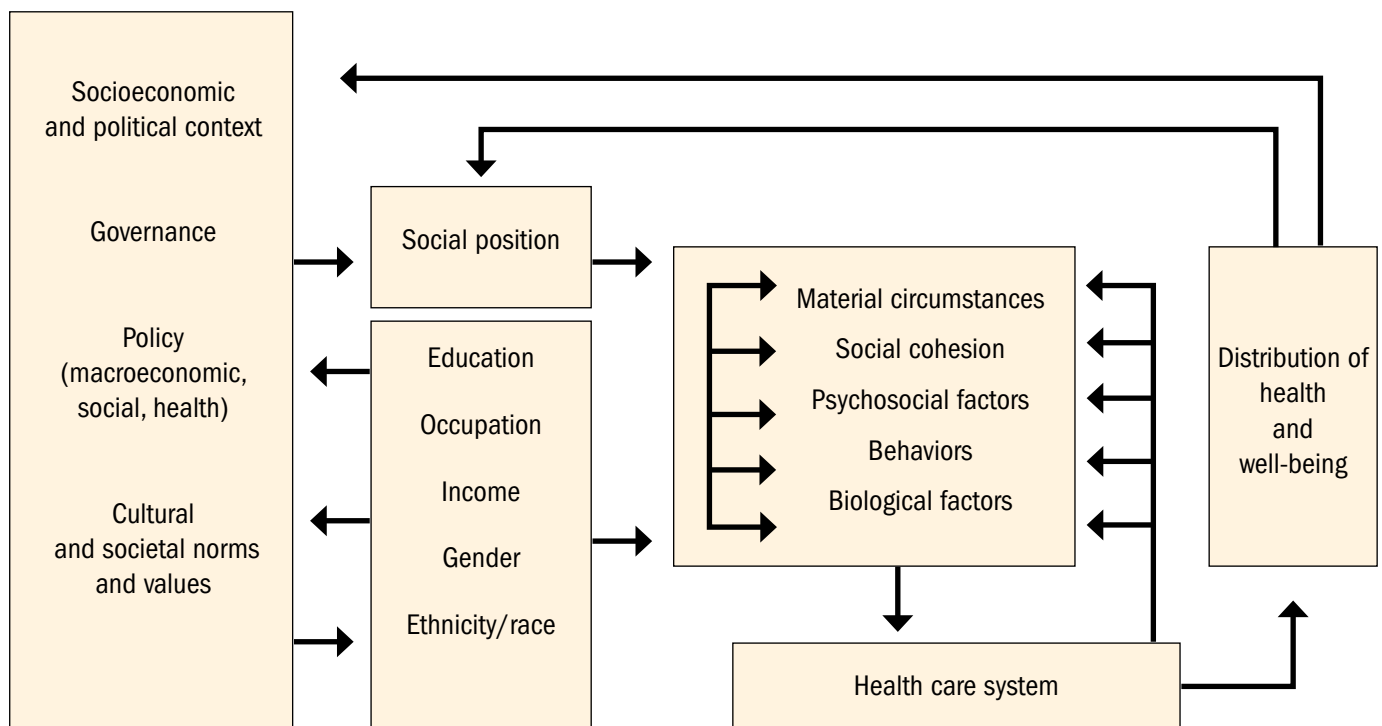 Socioeconomic
and political context
Governance
Policy
(macroeconomic,
social, health)
Cultural
and societal norms
and values
Social position
Education
Occupation
Income
Gender
Ethnicity/race
Material circumstances
Social cohesion
Psychosocial factors
Behaviors
Biological factors
Health care system
Distribution of
health
and
well-being